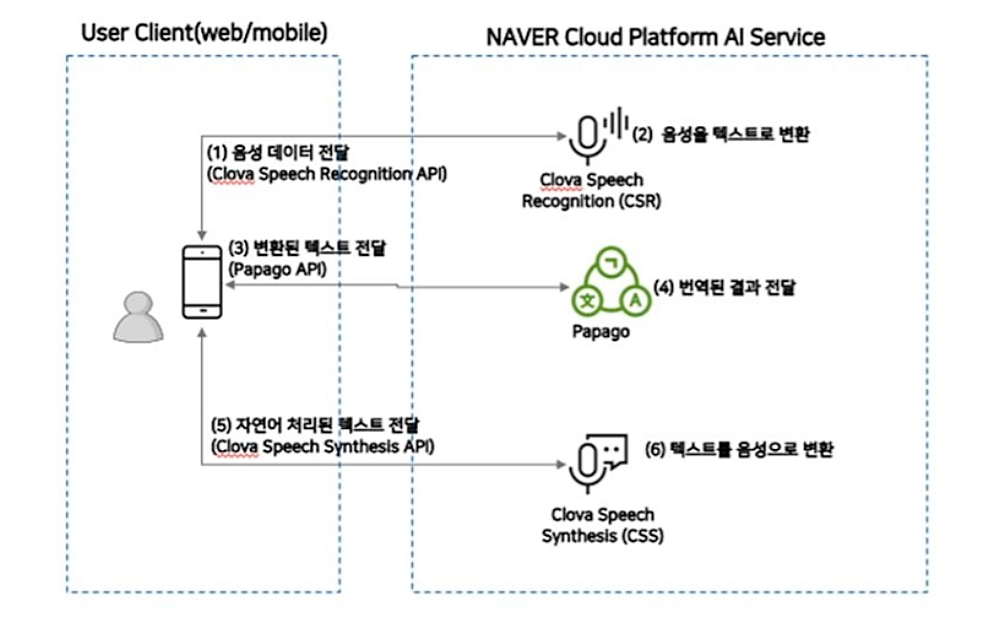 User Client(web/mobile)
NAVER Cloud Platform AI Service
(1) 음성 데이터 전달
(Clova Speech Recognition API)
(2) 음성을 텍스트로 변환
Clova Speech
Recognition (CSR)
(3) 변환된 텍스트 전달
(Papago API)
ㄱ
文
A
(4) 번역된 결과 전달
Papago
(5) 자연어 처리된 텍스트 전달
(Clova Speech Synthesis API)
(6) 텍스트를 음성으로 변환
Clova Speech
Synthesis (CSS)